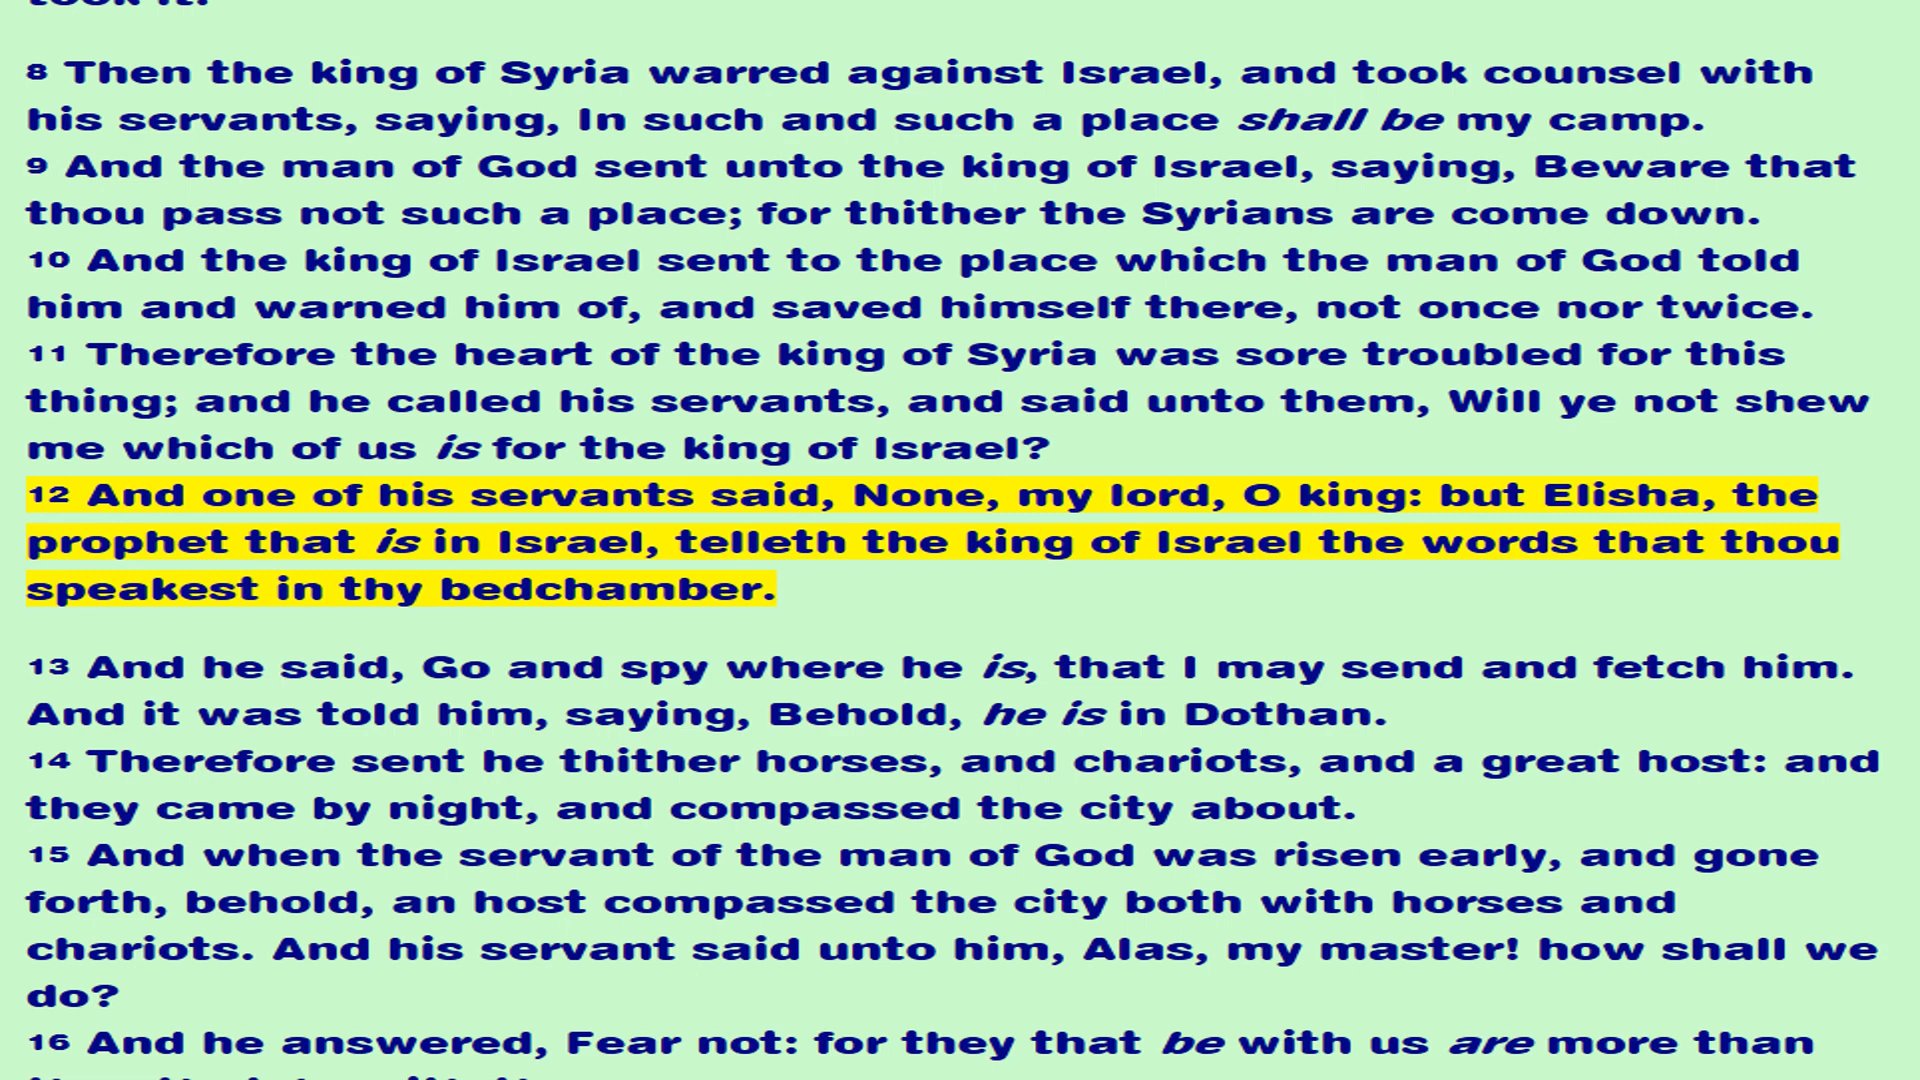 took it.
8 Then the king of Syria warred against Israel, and took counsel with
his servants, saying, In such and such a place shall be my camp.
9 And the man of God sent unto the king of Israel, saying, Beware that
thou pass not such a place; for thither the Syrians are come down.
10 And the king of Israel sent to the place which the man of God told
him and warned him of, and saved himself there, not once nor twice.
11 Therefore the heart of the king of Syria was sore troubled for this
thing; and he called his servants, and said unto them, Will ye not shew
me which of us is for the king of Israel?
12 And one of his servants said, None, my lord, O king: but Elisha, the
prophet that is in Israel, telleth the king of Israel the words that thou
speakest in thy bedchamber.
13 And he said, Go and spy where he is, that I may send and fetch him.
And it was told him, saying, Behold, he is in Dothan.
14 Therefore sent he thither horses, and chariots, and a great host: and
they came by night, and compassed the city about.
15 And when the servant of the man of God was risen early, and gone
forth, behold, an host compassed the city both with horses and
chariots. And his servant said unto him, Alas, my master! how shall we
do?
16 And he answered, Fear not: for they that be with us are more than